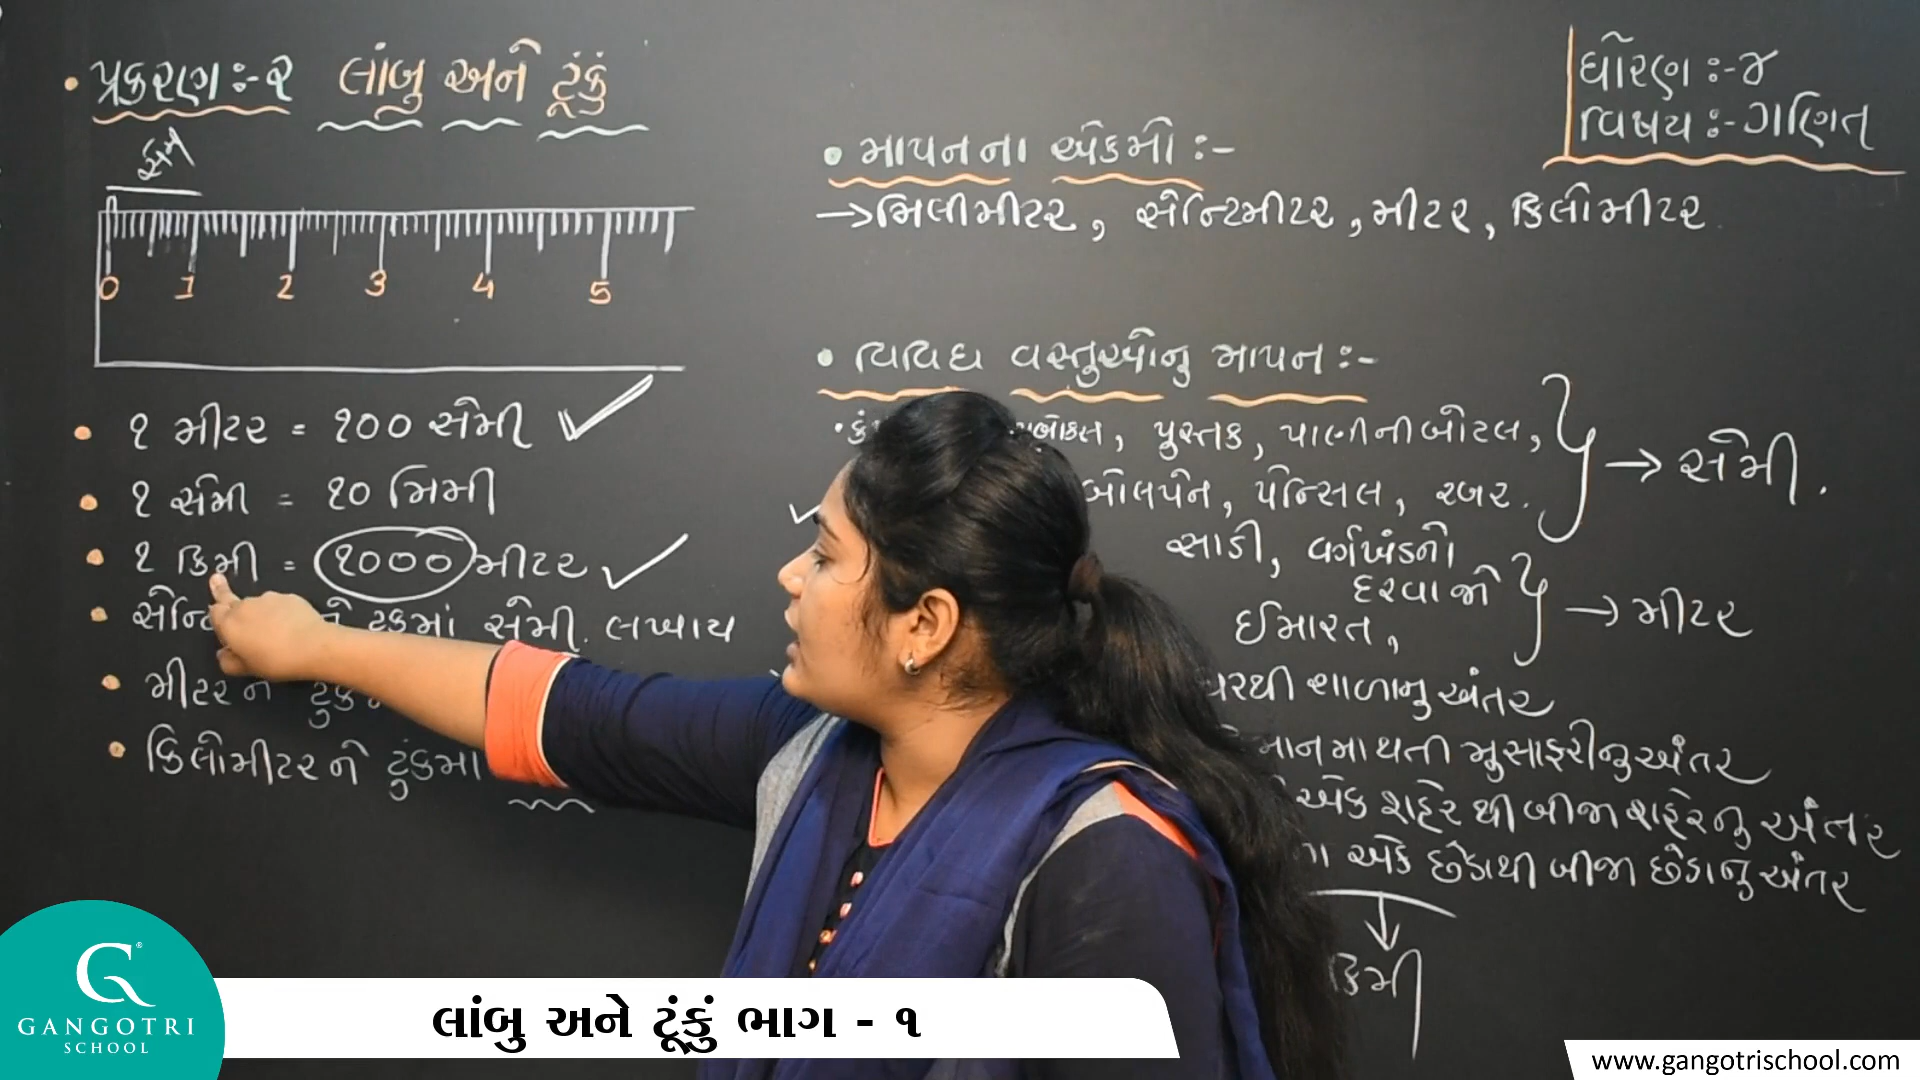 પ્રકરણ :- ૨ લાંબુ અને ટૂંકું
0 1 2 3 4 5
૧ મીટર = ૧૦૦ સેમી
૧ સેમી = ૧૦ મિમી
૧ કિમી = ૧૦૦૦ મીટર
ટુંકમાં સેમી. લખાય
મીટરને
કિલોમીટરને ટુંકમા
ધોરણ :- ૪
વિષય :- ગણિત
માપનના એકમો :-
→ મિલીમીટર, સેન્ટિમીટર, મીટર, કિલોમીટર
વિવિધ વસ્તુઓનુ માપન :-
પુસ્તક, પાણીની બોટલ,
બોલપેન, પેન્સિલ, રબર. → સેમી.
સાડી, વર્ગખંડનો
દરવાજો
ઈમારત, → મીટર
શાળાનુ અંતર
મુસાફરીનુ અંતર
એક શહેર થી બીજા શહેરનુ અંતર
એક છેડાથી બીજા છેડાનુ અંતર
કિમી
GANGOTRI
SCHOOL
લાંબુ અને ટૂંકું ભાગ - ૧
www.gangotrischool.com